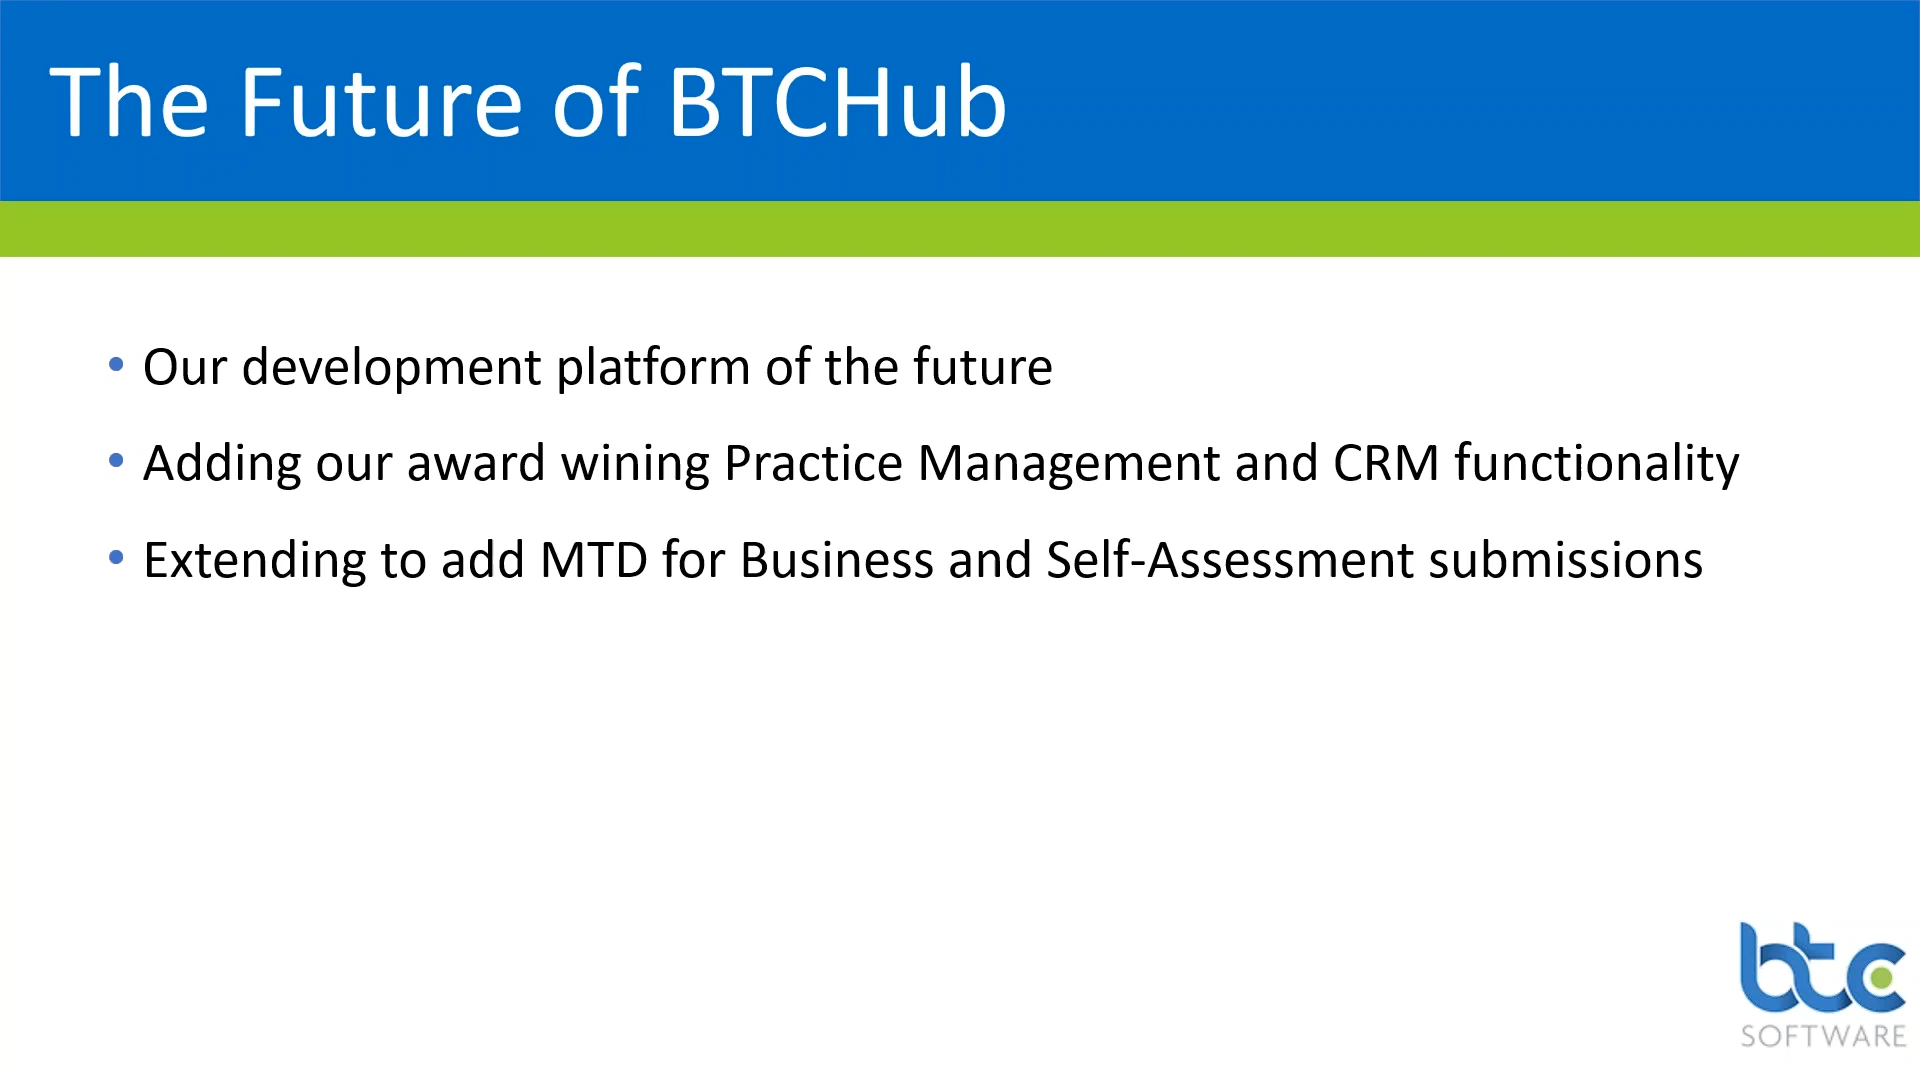 The Future of BTCHub
• Our development platform of the future
• Adding our award wining Practice Management and CRM functionality
• Extending to add MTD for Business and Self-Assessment submissions
btc
SOFTWARE